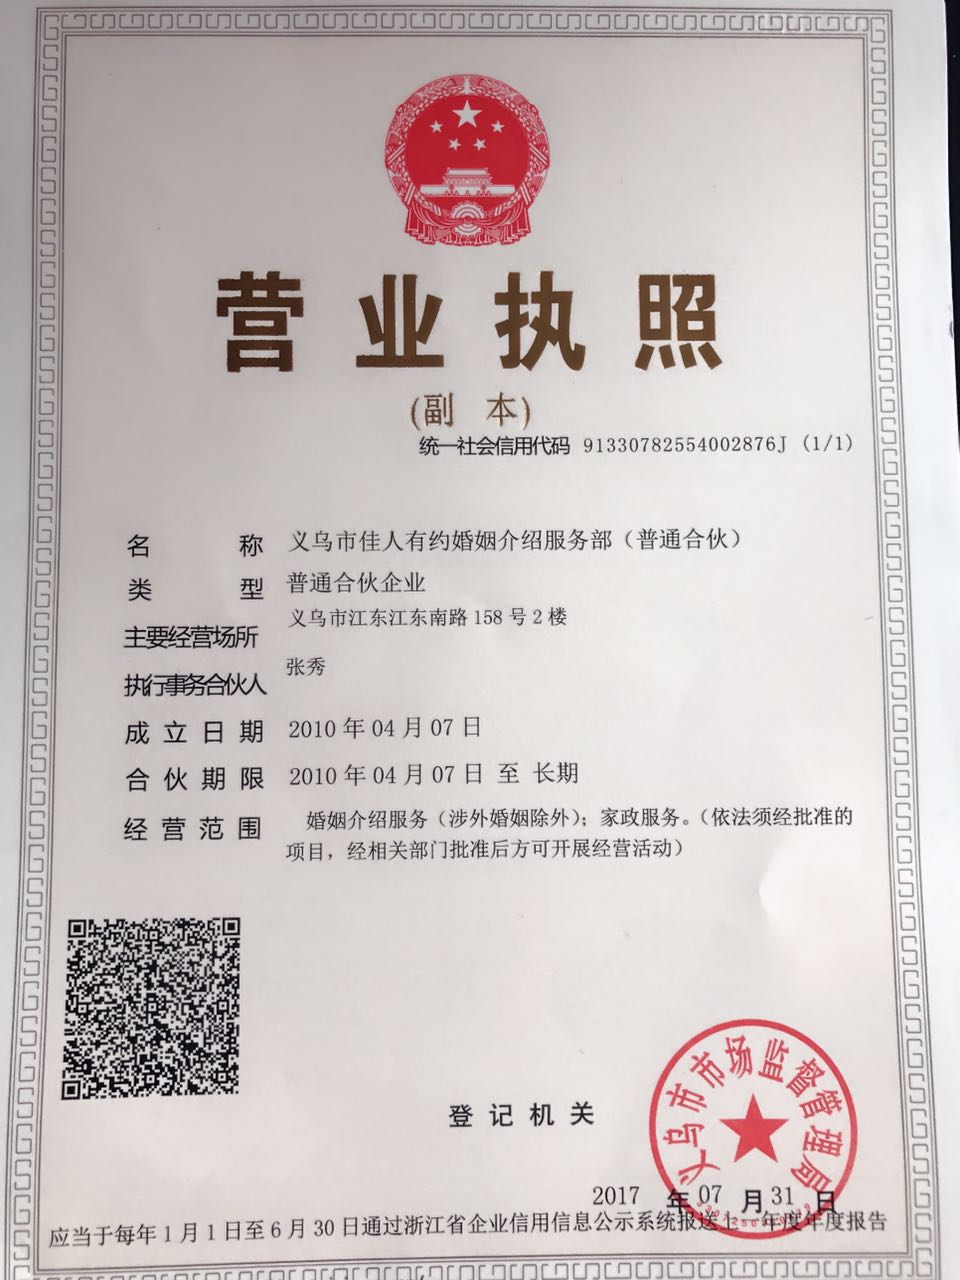 营业执照
(副 本)
统一社会信用代码 91330782554002876J (1/1)
名 称 义乌市佳人有约婚姻介绍服务部（普通合伙）
类 型 普通合伙企业
主要经营场所 义乌市江东江东南路158号2楼
执行事务合伙人 张秀
成立日期 2010年04月07日
合伙期限 2010年04月07日 至 长期
经营范围 婚姻介绍服务（涉外婚姻除外）；家政服务。（依法须经批准的
项目，经相关部门批准后方可开展经营活动）
登记机关
义乌市市场监督管理局
2017 年 07 月 31 日
应当于每年1月1日至6月30日通过浙江省企业信用信息公示系统报送上一年度年度报告